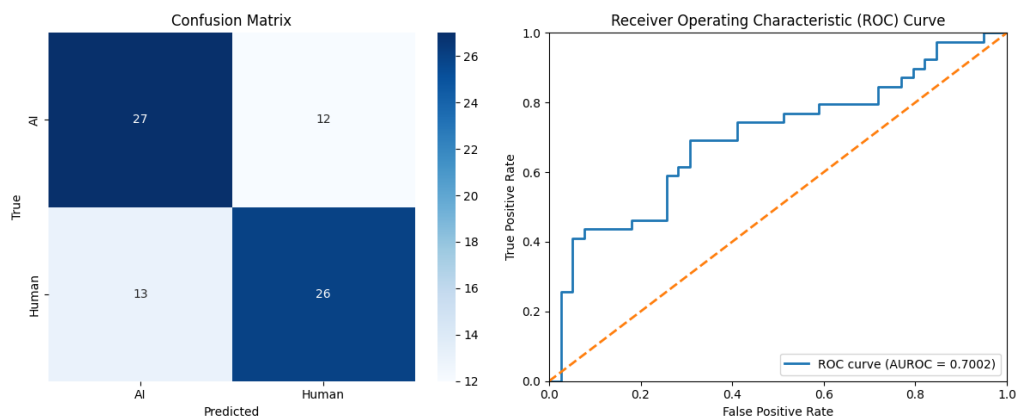 Confusion Matrix
AI
Human
True
27
12
13
26
AI
Human
Predicted
26
24
22
20
18
16
14
12
Receiver Operating Characteristic (ROC) Curve
1.0
0.8
0.6
0.4
0.2
0.0
True Positive Rate
ROC curve (AUROC = 0.7002)
0.0
0.2
0.4
0.6
0.8
1.0
False Positive Rate